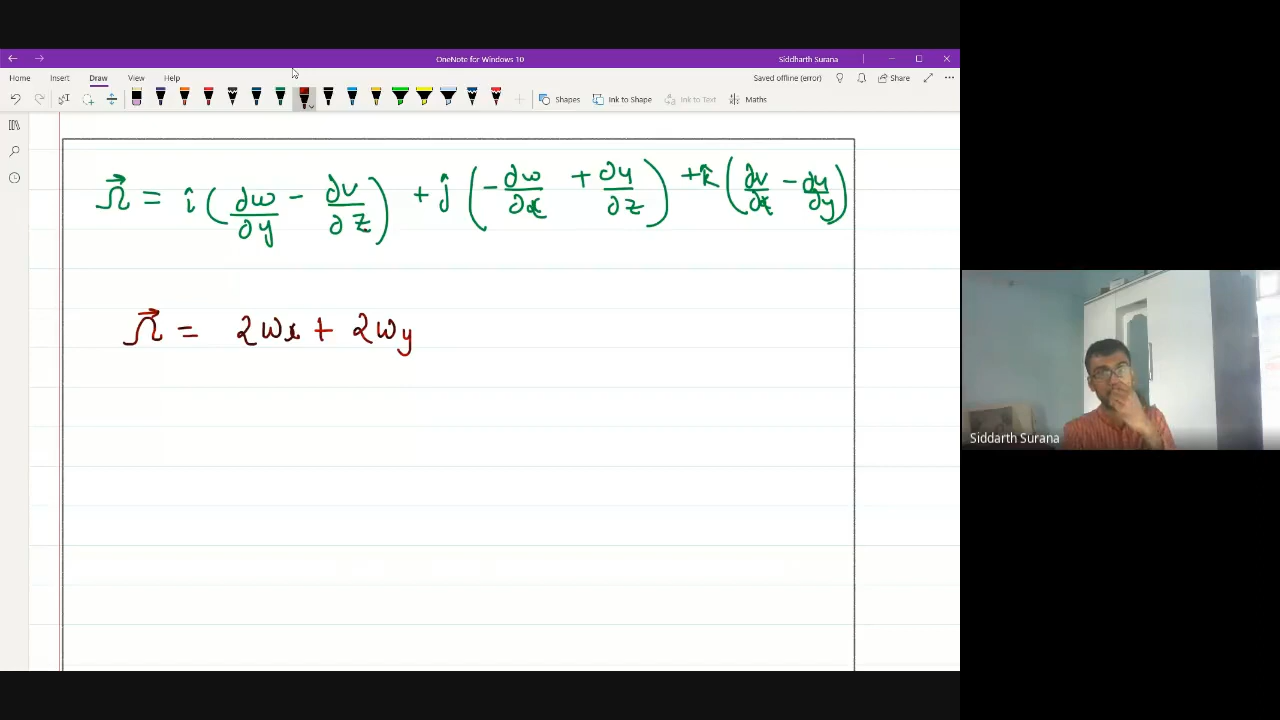 OneNote for Windows 10
Siddharth Surana
Home Insert Draw View Help
Saved offline (error)
Share
Shapes
Ink to Shape
Ink to Text
Maths
Ω⃗ = î (∂w/∂y − ∂v/∂z) + ĵ (−∂w/∂x + ∂u/∂z) + k̂ (∂v/∂x − ∂u/∂y)
Ω⃗ = 2ωx + 2ωy
Siddarth Surana